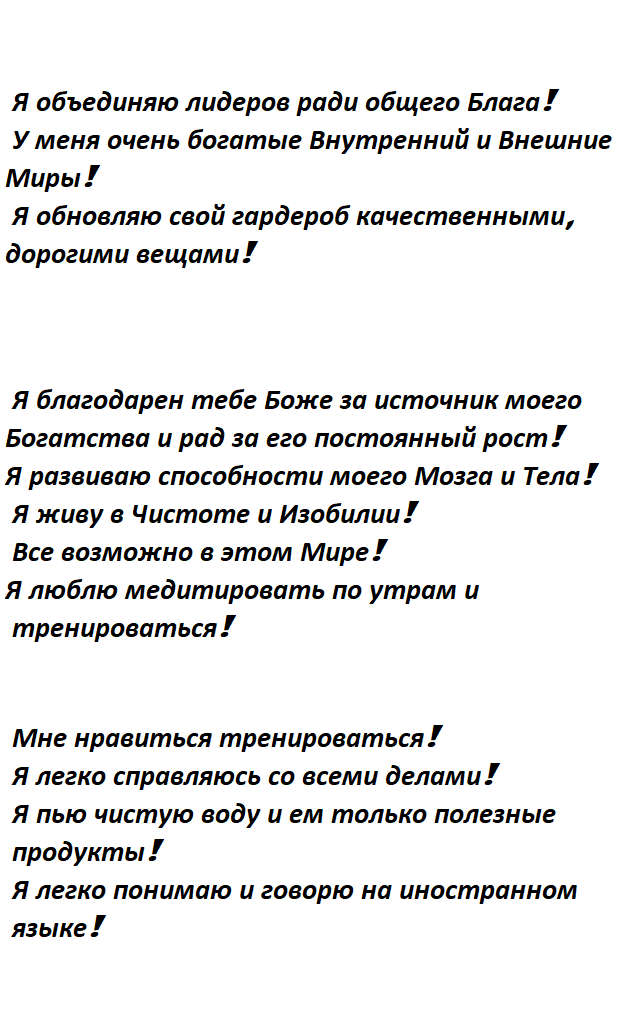 Я объединяю лидеров ради общего Блага!
У меня очень богатые Внутренний и Внешние
Миры!
Я обновляю свой гардероб качественными,
дорогими вещами!
Я благодарен тебе Боже за источник моего
Богатства и рад за его постоянный рост!
Я развиваю способности моего Мозга и Тела!
Я живу в Чистоте и Изобилии!
Все возможно в этом Мире!
Я люблю медитировать по утрам и
тренироваться!
Мне нравиться тренироваться!
Я легко справляюсь со всеми делами!
Я пью чистую воду и ем только полезные
продукты!
Я легко понимаю и говорю на иностранном
языке!